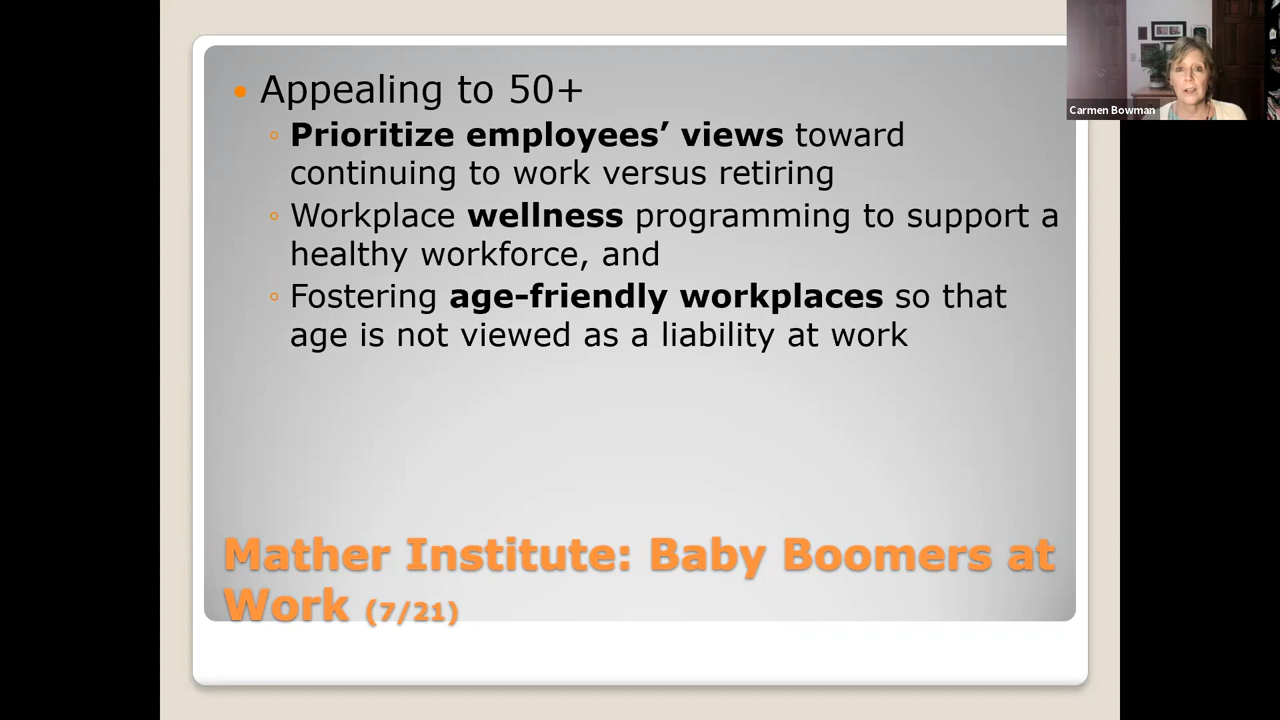 Appealing to 50+
Prioritize employees’ views toward
continuing to work versus retiring
Workplace wellness programming to support a
healthy workforce, and
Fostering age-friendly workplaces so that
age is not viewed as a liability at work
Mather Institute: Baby Boomers at
Work (7/21)
Carmen Bowman